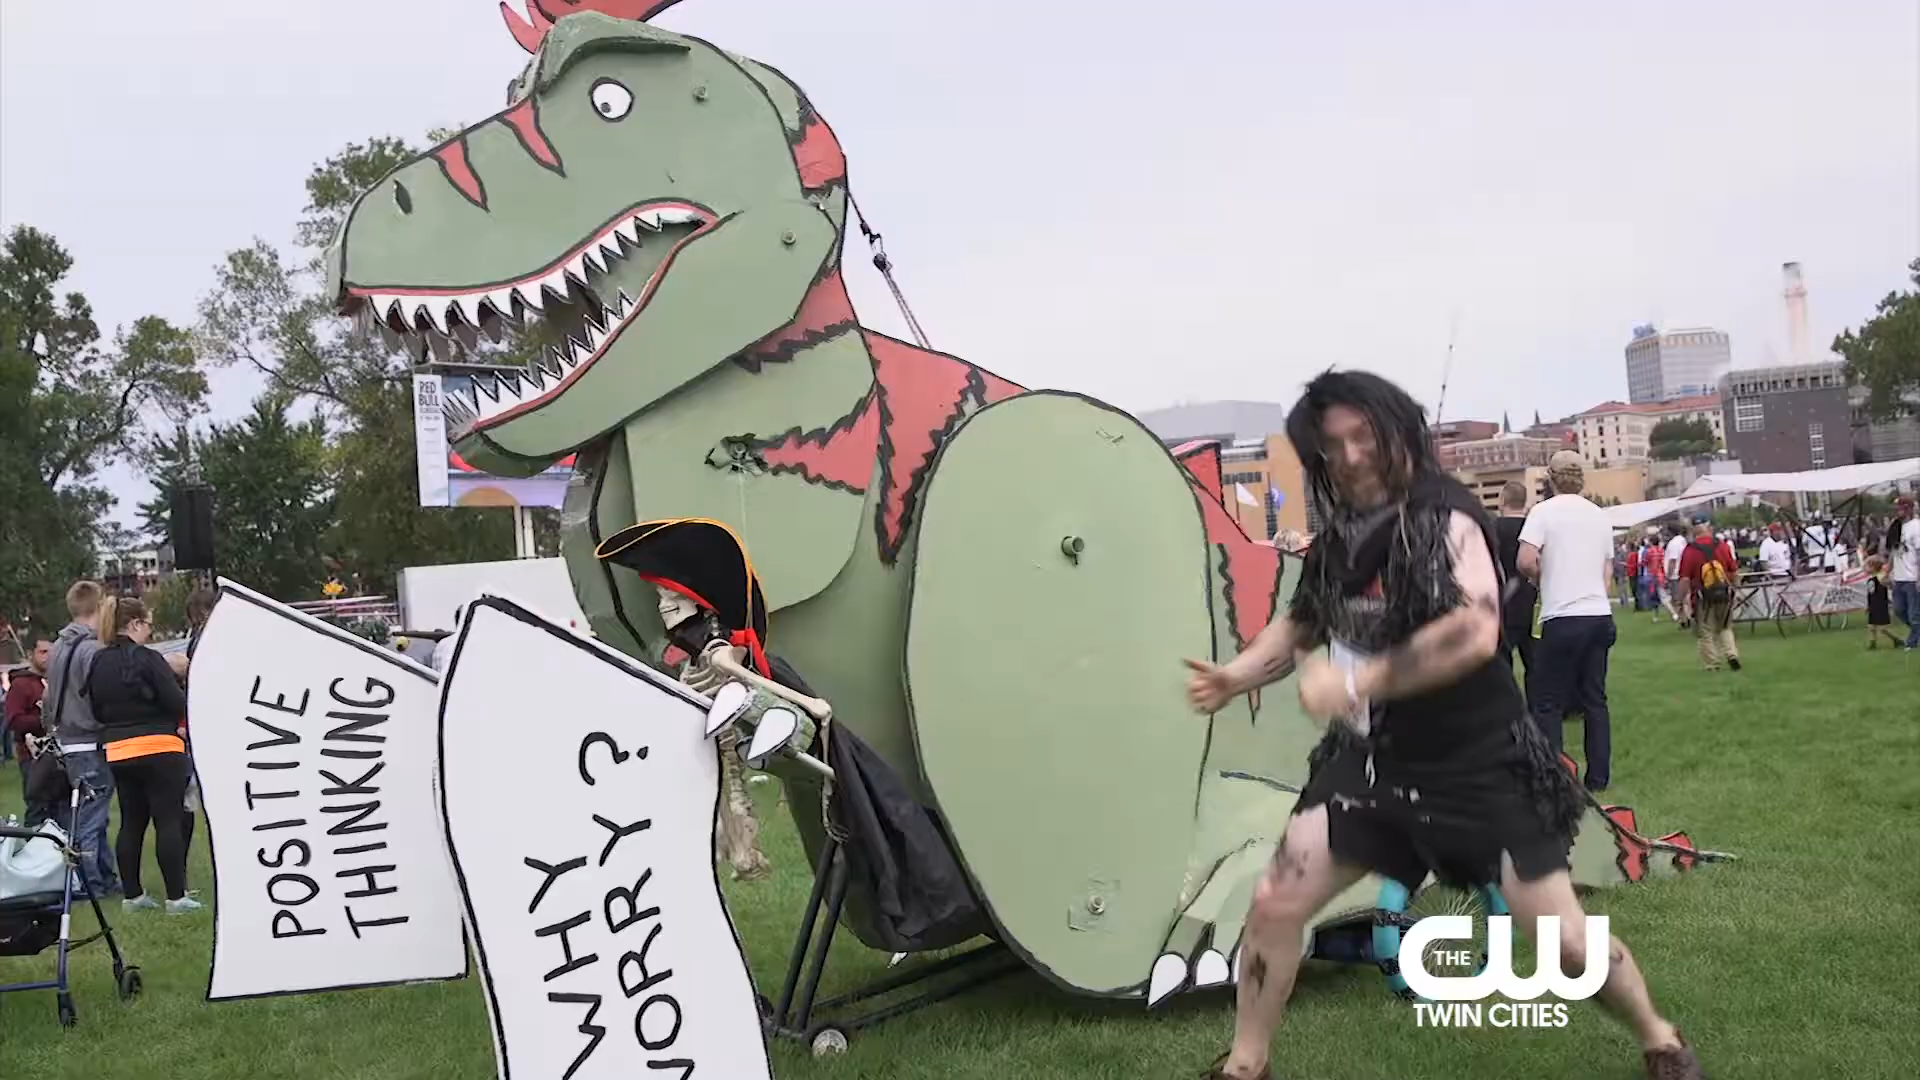 RED
BULL
POSITIVE
THINKING
WHY
WORRY?
THE
CW
TWIN CITIES